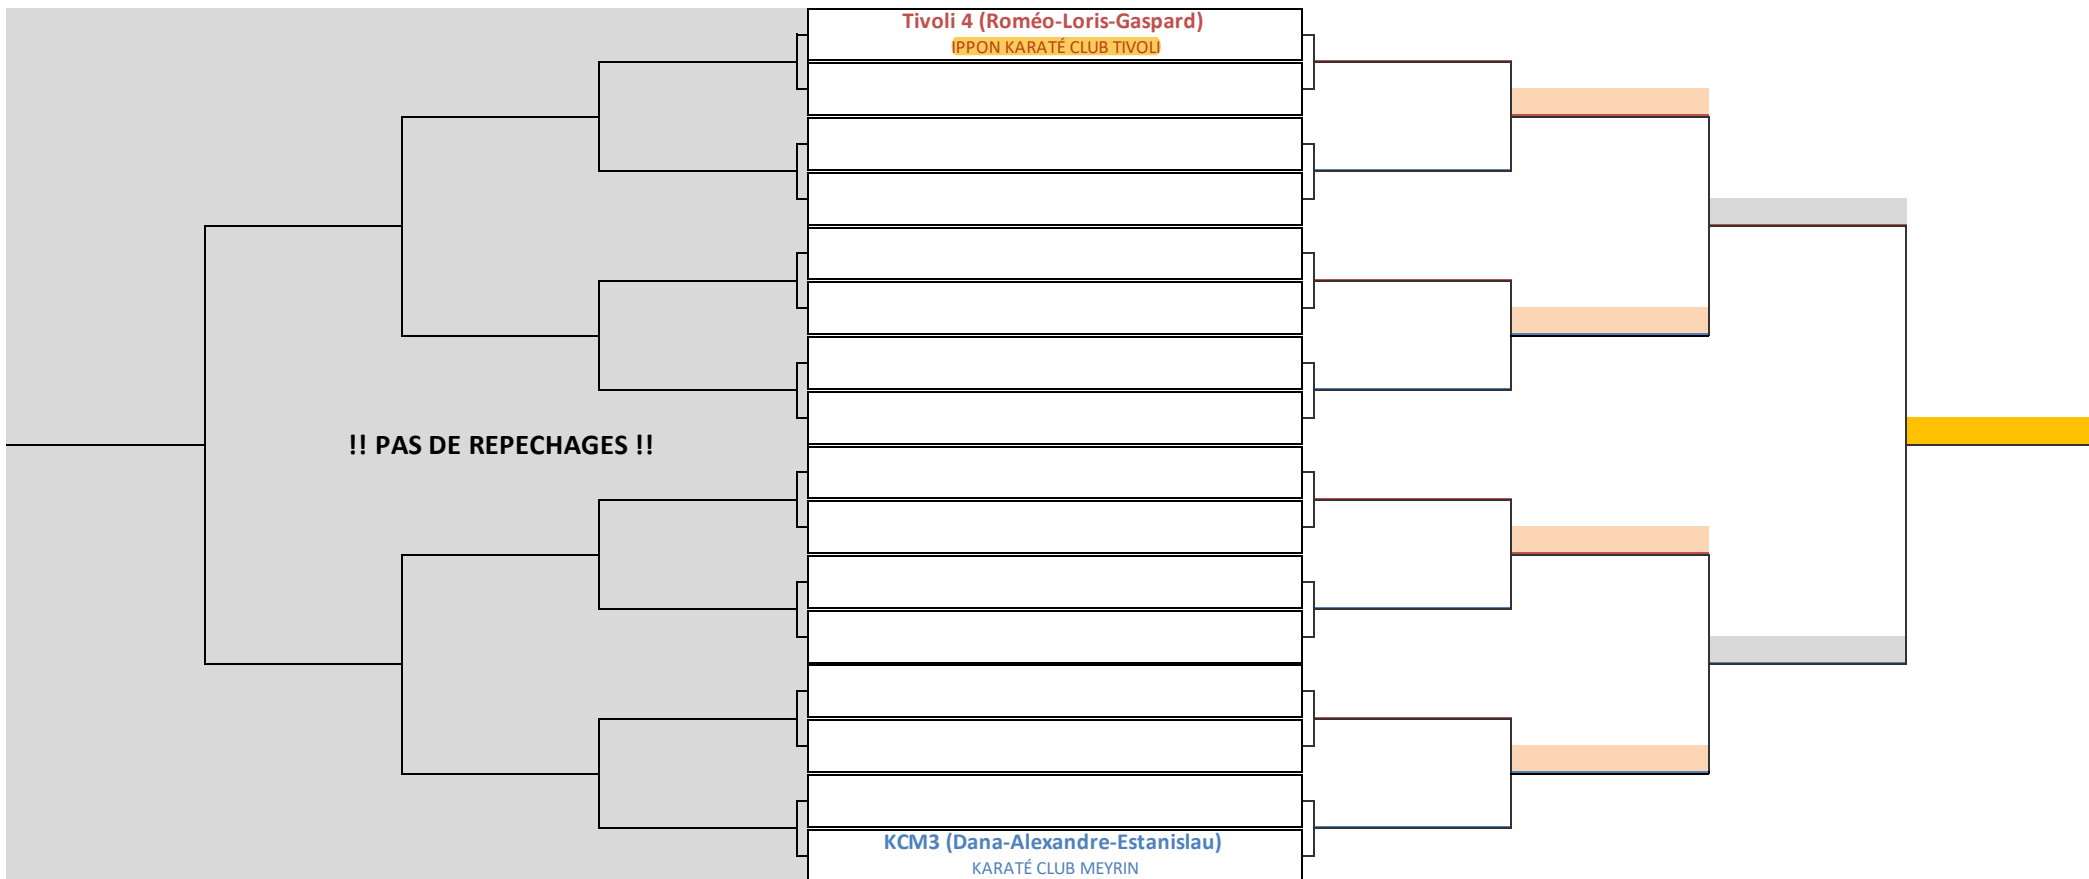 Tivoli 4 (Roméo-Loris-Gaspard)
IPPON KARATÉ CLUB TIVOLI
!! PAS DE REPECHAGES !!
KCM3 (Dana-Alexandre-Estanislau)
KARATÉ CLUB MEYRIN